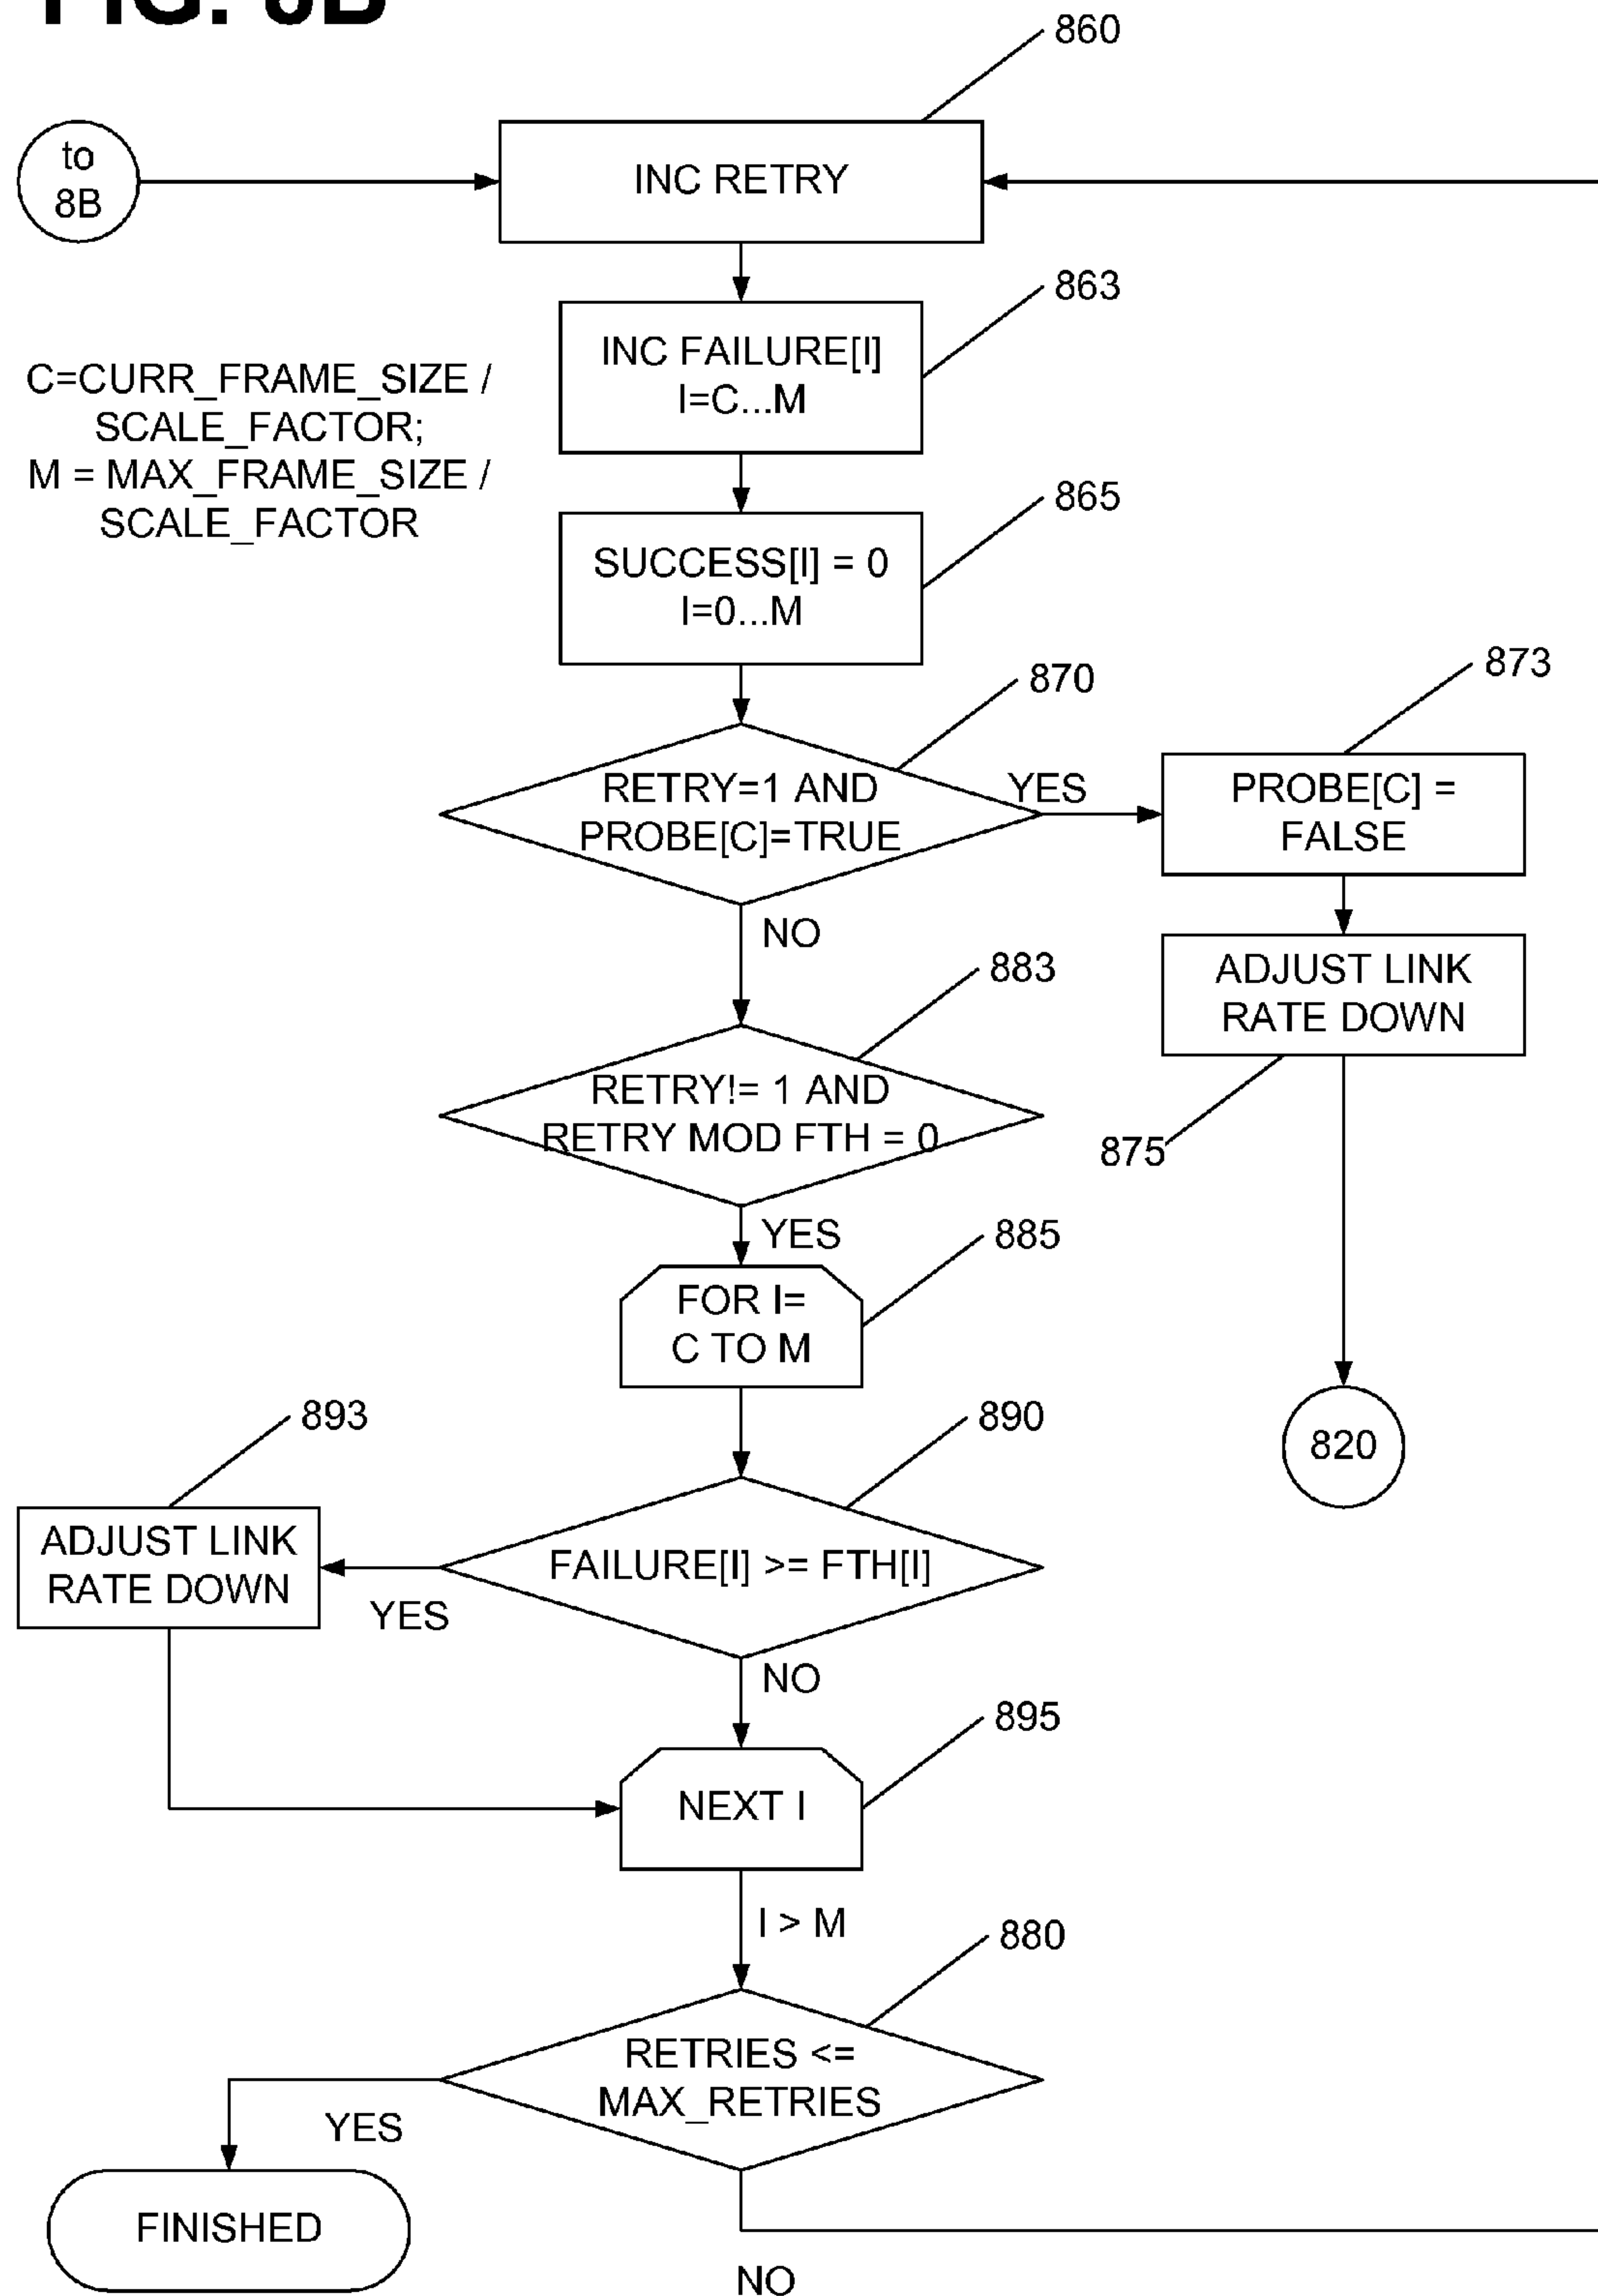 FIG. 8B
860
to
8B
INC RETRY
863
INC FAILURE[I]
I=C...M
C=CURR_FRAME_SIZE /
SCALE_FACTOR;
M = MAX_FRAME_SIZE /
SCALE_FACTOR
865
SUCCESS[I] = 0
I=0...M
870
873
RETRY=1 AND
PROBE[C]=TRUE
YES
PROBE[C] =
FALSE
NO
883
ADJUST LINK
RATE DOWN
RETRY!= 1 AND
RETRY MOD FTH = 0
875
YES
885
FOR I=
C TO M
893
890
820
ADJUST LINK
RATE DOWN
FAILURE[I] >= FTH[I]
YES
NO
895
NEXT I
I > M
880
RETRIES <=
MAX_RETRIES
YES
FINISHED
NO